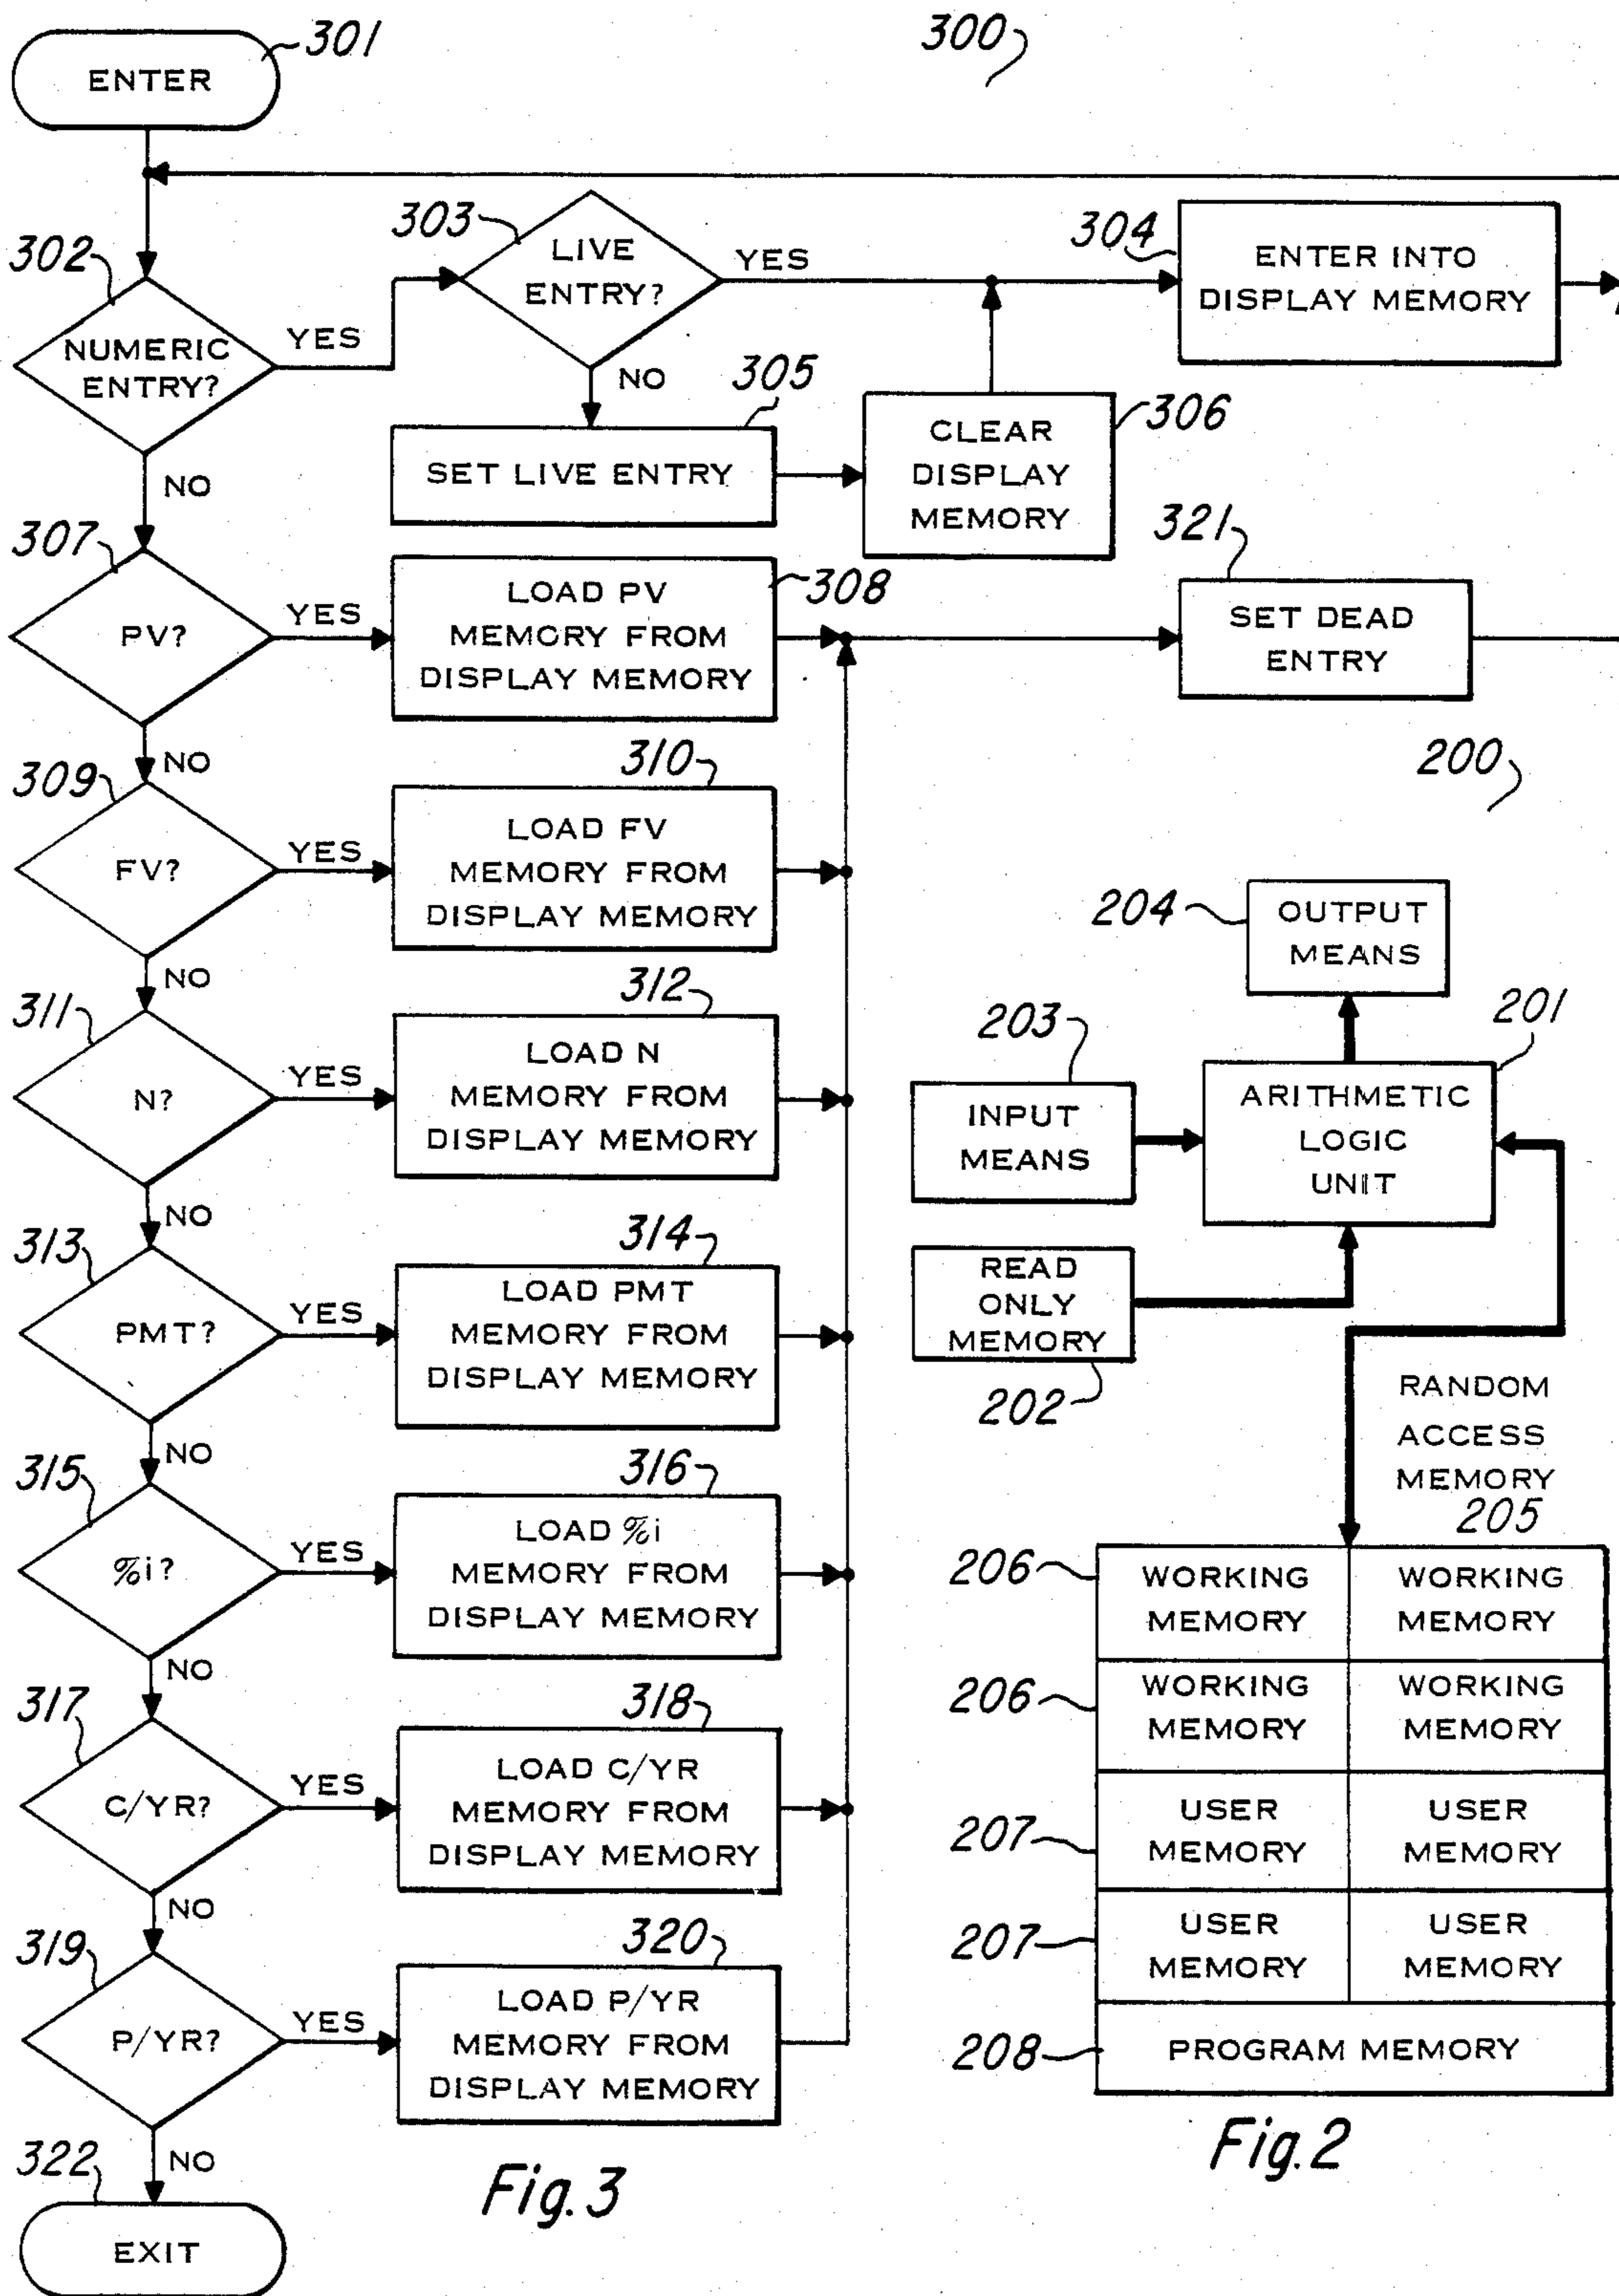 300
301
ENTER
302
NUMERIC
ENTRY?
YES
NO
303
LIVE
ENTRY?
YES
NO
304
ENTER INTO
DISPLAY MEMORY
305
SET LIVE ENTRY
306
CLEAR
DISPLAY
MEMORY
307
PV?
YES
NO
308
LOAD PV
MEMORY FROM
DISPLAY MEMORY
321
SET DEAD
ENTRY
309
FV?
YES
NO
310
LOAD FV
MEMORY FROM
DISPLAY MEMORY
311
N?
YES
NO
312
LOAD N
MEMORY FROM
DISPLAY MEMORY
313
PMT?
YES
NO
314
LOAD PMT
MEMORY FROM
DISPLAY MEMORY
315
%i?
YES
NO
316
LOAD %i
MEMORY FROM
DISPLAY MEMORY
317
C/YR?
YES
NO
318
LOAD C/YR
MEMORY FROM
DISPLAY MEMORY
319
P/YR?
YES
NO
320
LOAD P/YR
MEMORY FROM
DISPLAY MEMORY
322
EXIT
Fig.3
200
204
OUTPUT
MEANS
203
INPUT
MEANS
201
ARITHMETIC
LOGIC
UNIT
READ
ONLY
MEMORY
202
RANDOM
ACCESS
MEMORY
205
206
WORKING
MEMORY
WORKING
MEMORY
206
WORKING
MEMORY
WORKING
MEMORY
207
USER
MEMORY
USER
MEMORY
207
USER
MEMORY
USER
MEMORY
208
PROGRAM MEMORY
Fig.2